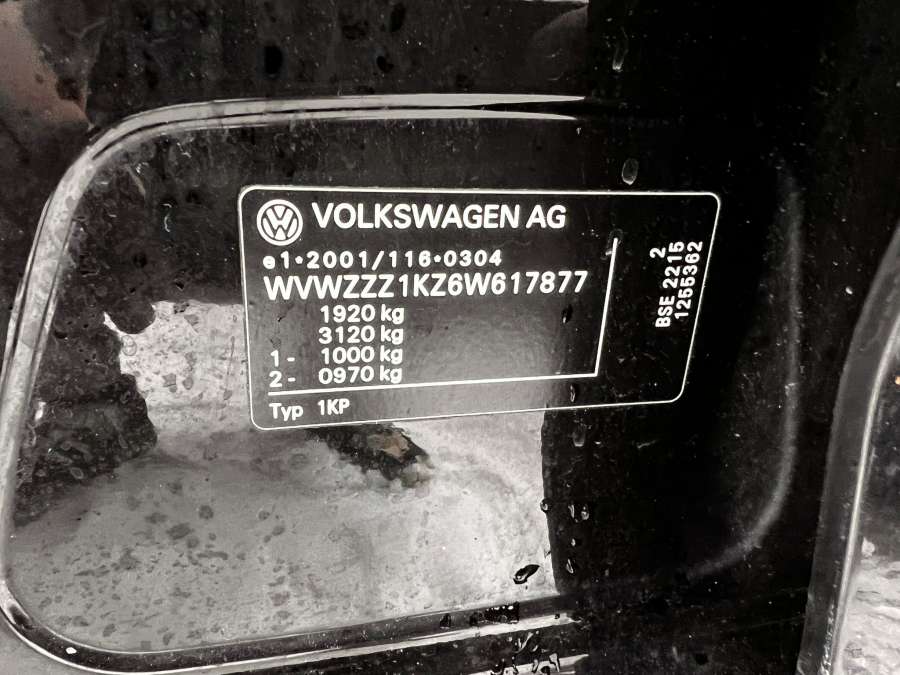 VOLKSWAGEN AG
e1*2001/116*0304
WVWZZZ1KZ6W617877
1920 kg
3120 kg
1- 1000 kg
2- 0970 kg
Typ 1KP
2
BSE 2215
1255362